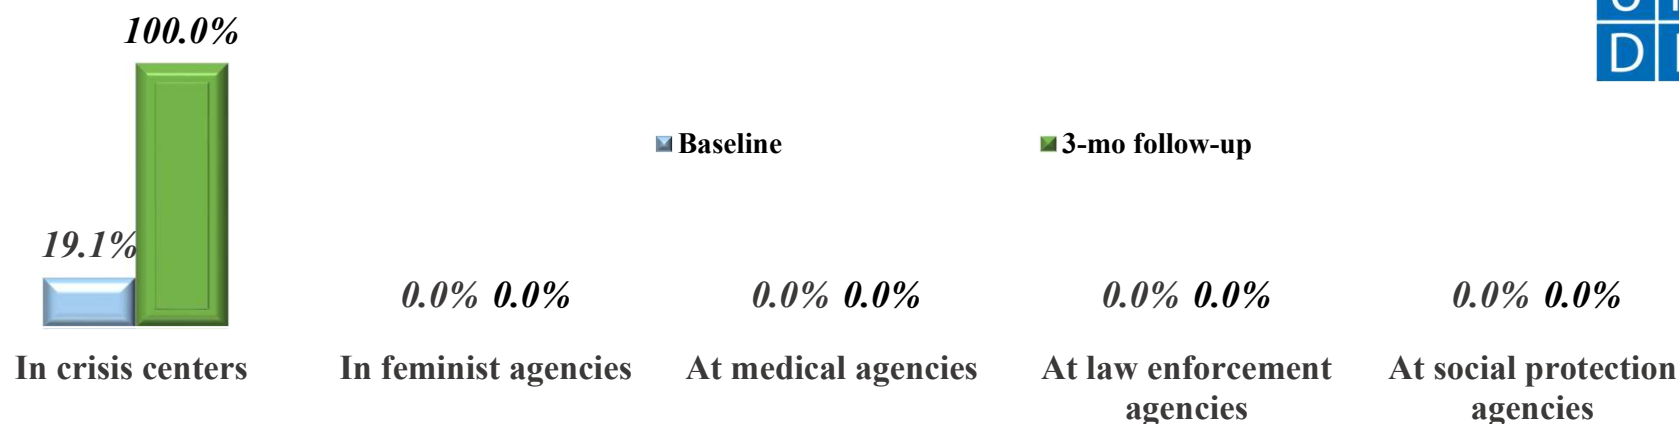 100.0%
U
D
Baseline
3-mo follow-up
19.1%
0.0% 0.0%
0.0% 0.0%
0.0% 0.0%
0.0% 0.0%
In crisis centers
In feminist agencies
At medical agencies
At law enforcement
agencies
At social protection
agencies